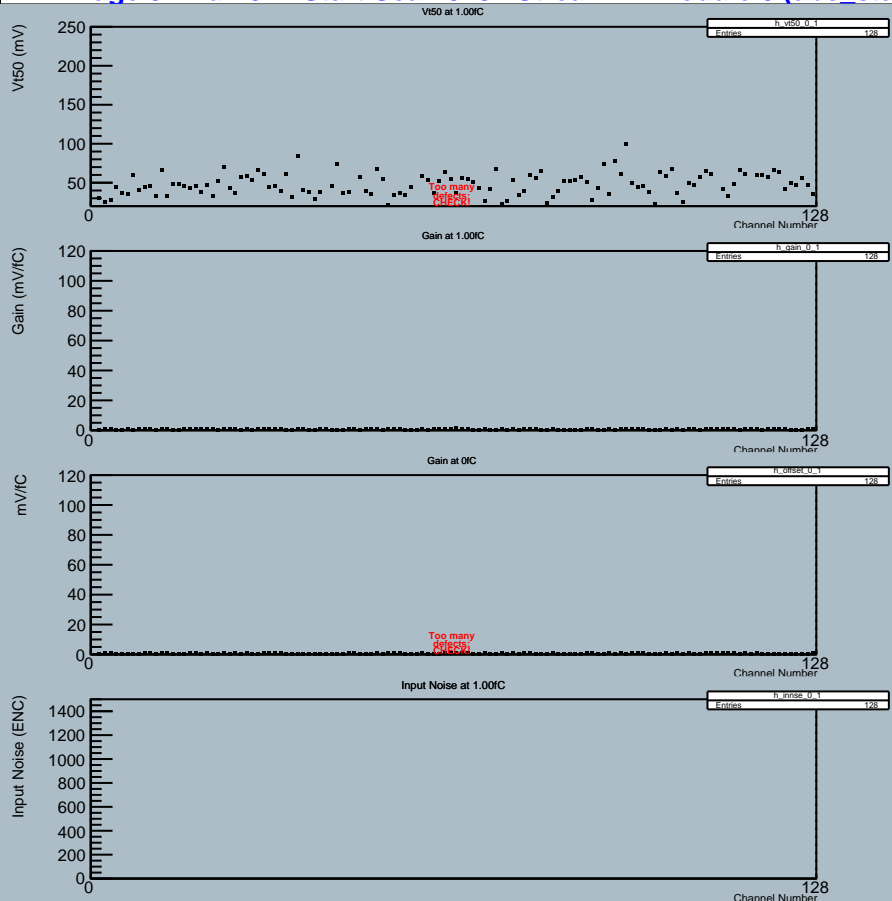 Vt50 at 1.00fC
h_vt50_0_1
Entries 128
Vt50 (mV)
250
200
150
100
50
Too many
defects:
CHECK!
0
128
Channel Number
Gain at 1.00fC
h_gain_0_1
Entries 128
Gain (mV/fC)
120
100
80
60
40
20
0
0
128
Channel Number
Gain at 0fC
h_offset_0_1
Entries 128
mV/fC
120
100
80
60
40
20
0
Too many
defects:
CHECK!
0
128
Channel Number
Input Noise at 1.00fC
h_innse_0_1
Entries 128
Input Noise (ENC)
1400
1200
1000
800
600
400
200
0
0
128
Channel Number